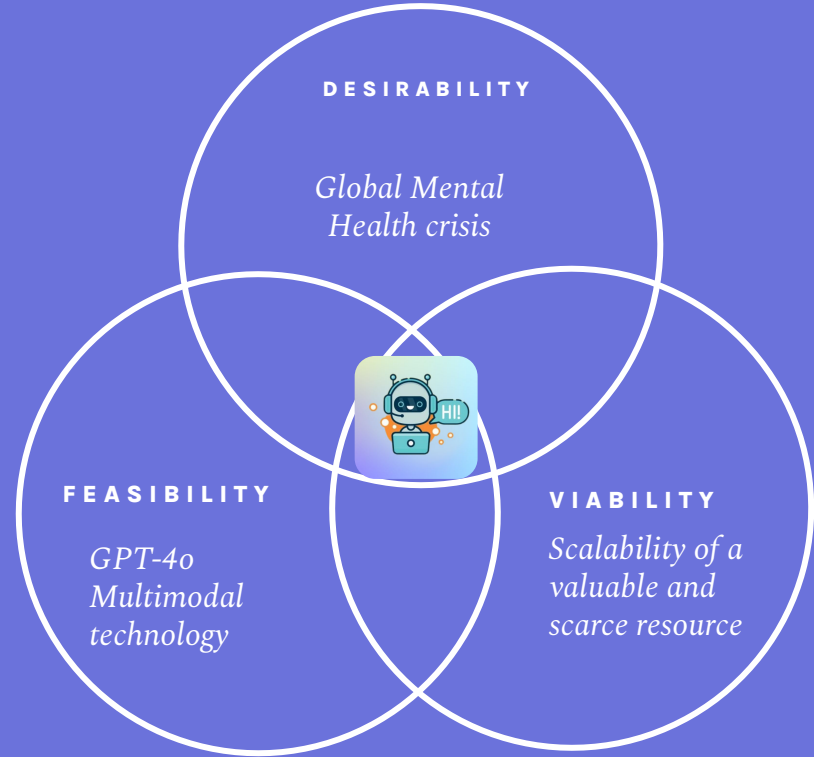 DESIRABILITY
Global Mental
Health crisis
HI!
FEASIBILITY
GPT-4o
Multimodal
technology
VIABILITY
Scalability of a
valuable and
scarce resource